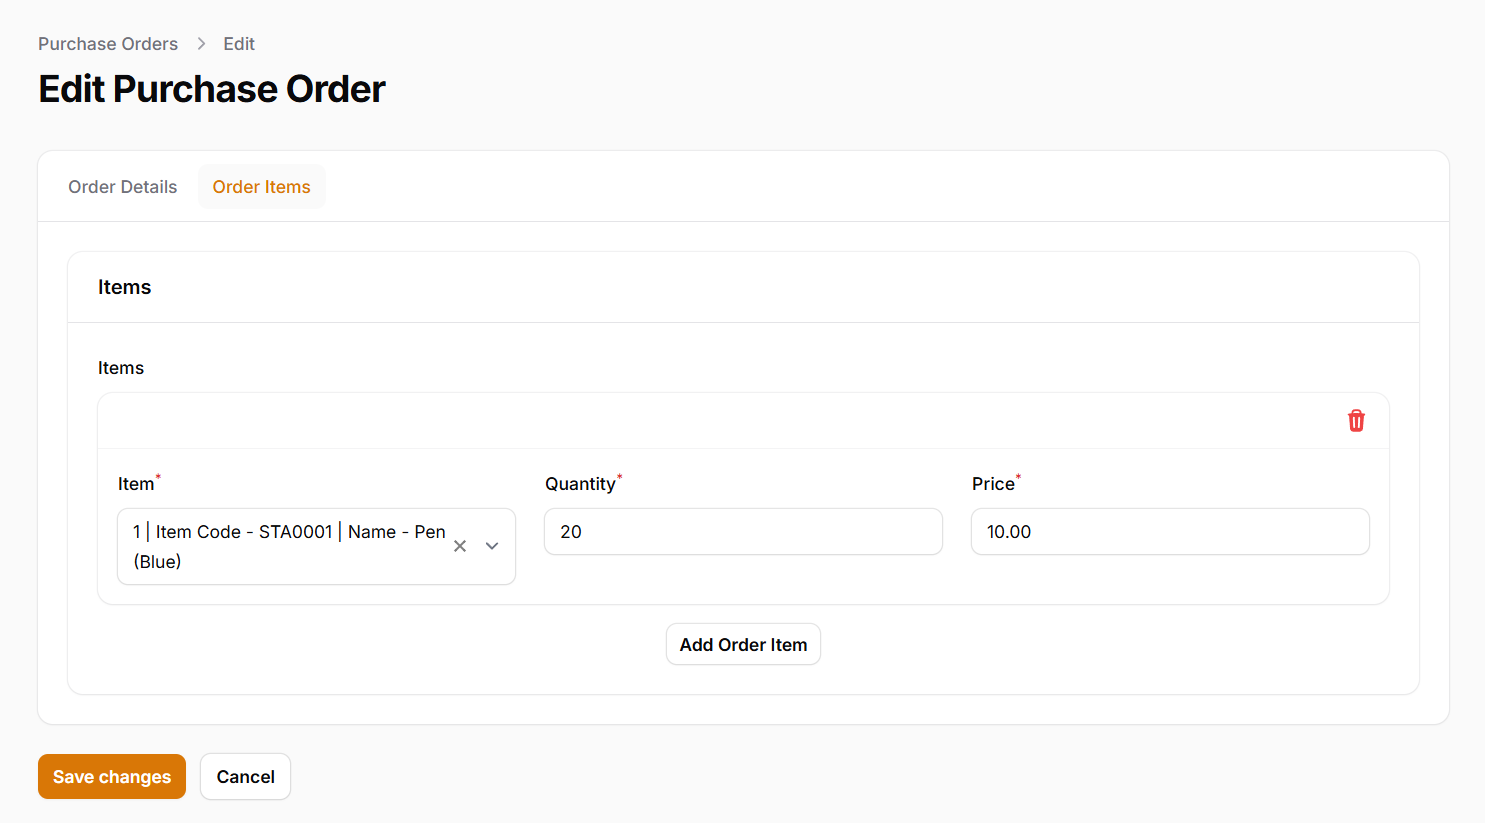 Purchase Orders > Edit
Edit Purchase Order
Order Details Order Items
Items
Items
Item* Quantity* Price*
1 | Item Code - STA0001 | Name - Pen
(Blue)
20
10.00
Add Order Item
Save changes Cancel